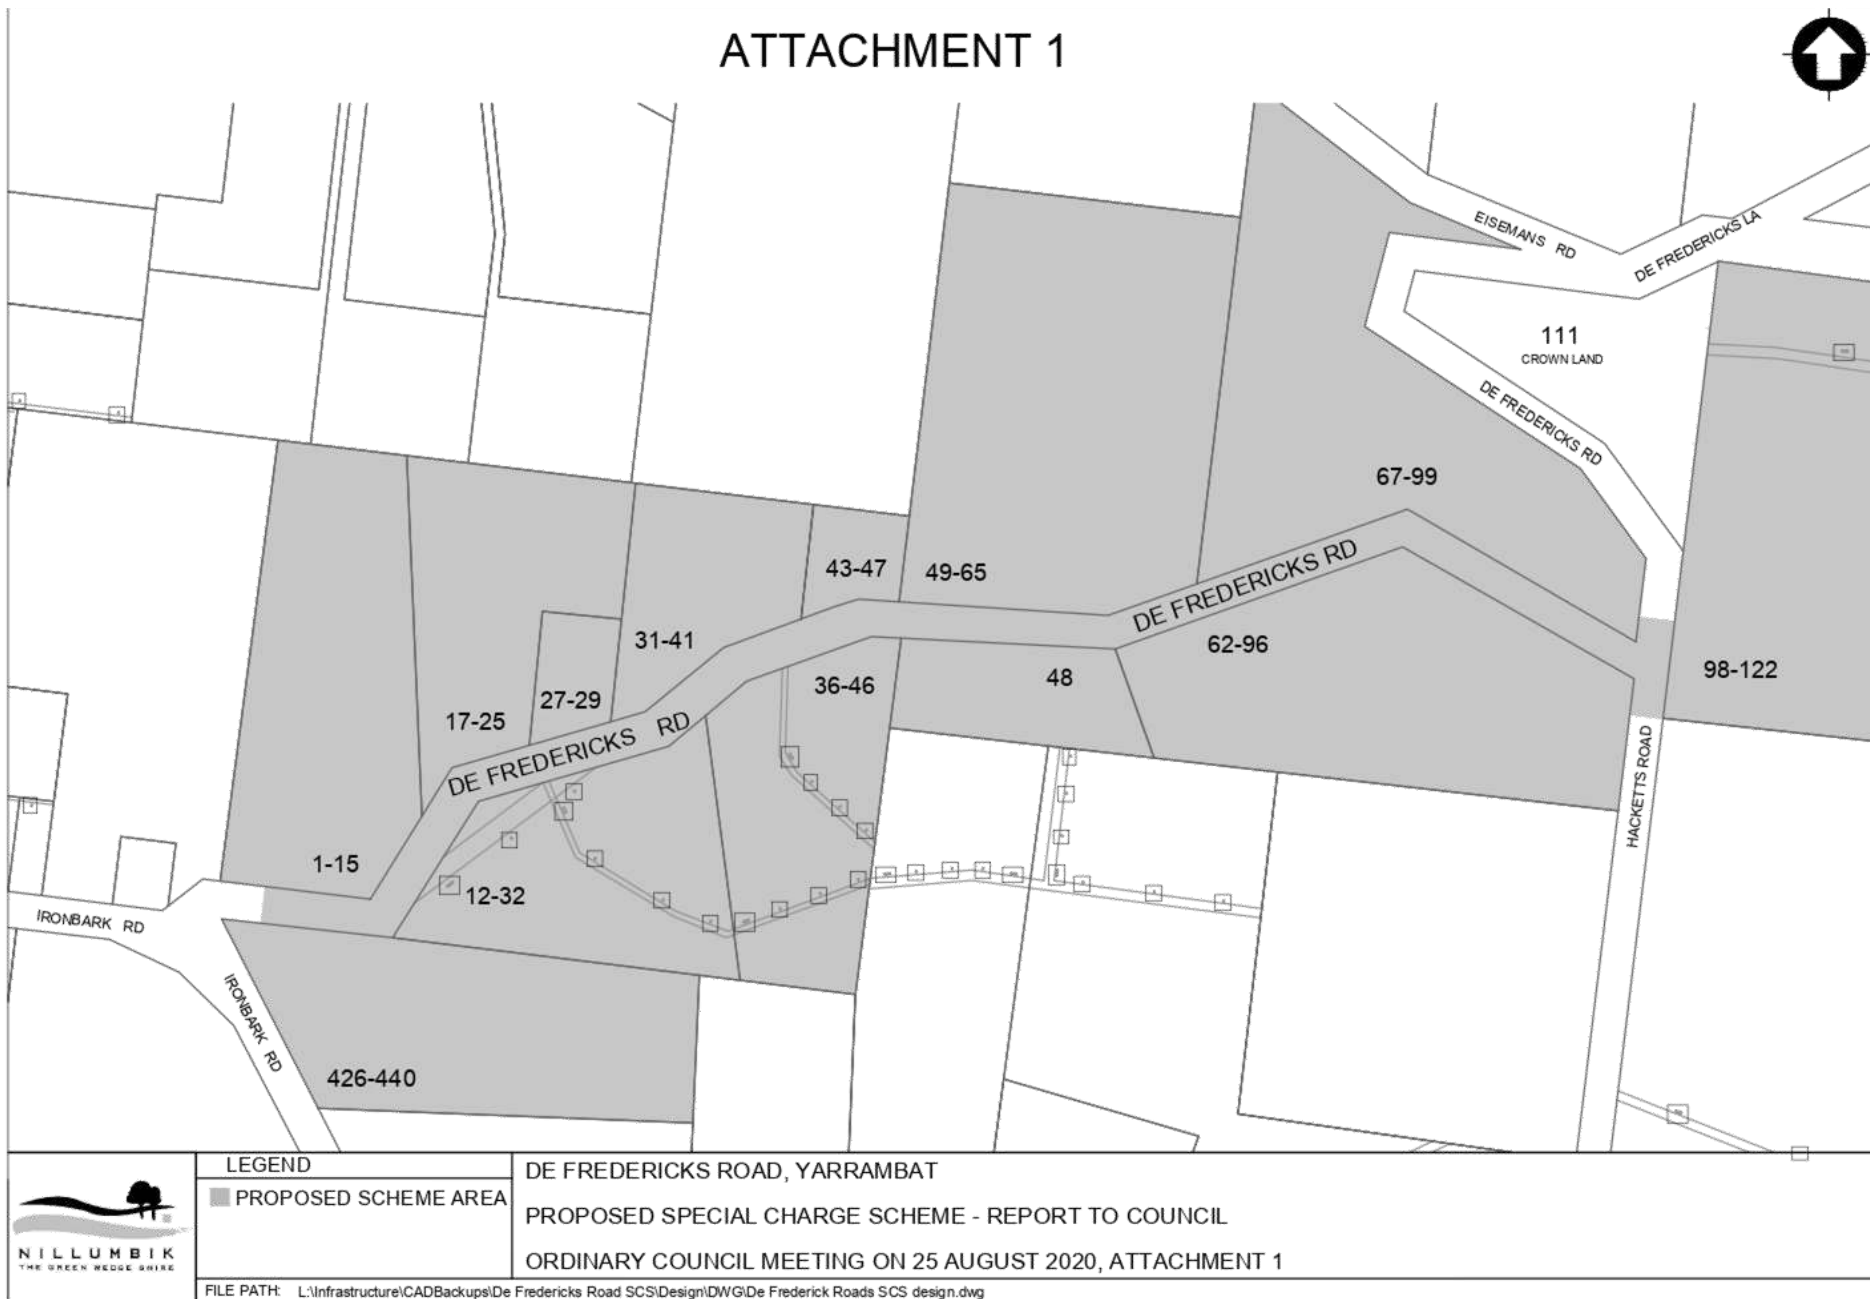 ATTACHMENT 1
EISEMANS RD
DE FREDERICKS LA
111
CROWN LAND
DE FREDERICKS RD
67-99
43-47
49-65
DE FREDERICKS RD
31-41
62-96
98-122
36-46
48
27-29
17-25
DE FREDERICKS RD
HACKETTS ROAD
1-15
12-32
IRONBARK RD
IRONBARK RD
426-440
LEGEND
PROPOSED SCHEME AREA
DE FREDERICKS ROAD, YARRAMBAT
PROPOSED SPECIAL CHARGE SCHEME - REPORT TO COUNCIL
ORDINARY COUNCIL MEETING ON 25 AUGUST 2020, ATTACHMENT 1
NILLUMBIK
THE GREEN WEDGE SHIRE
FILE PATH: L:\Infrastructure\CADBackups\De Fredericks Road SCS\Design\DWG\De Frederick Roads SCS design.dwg